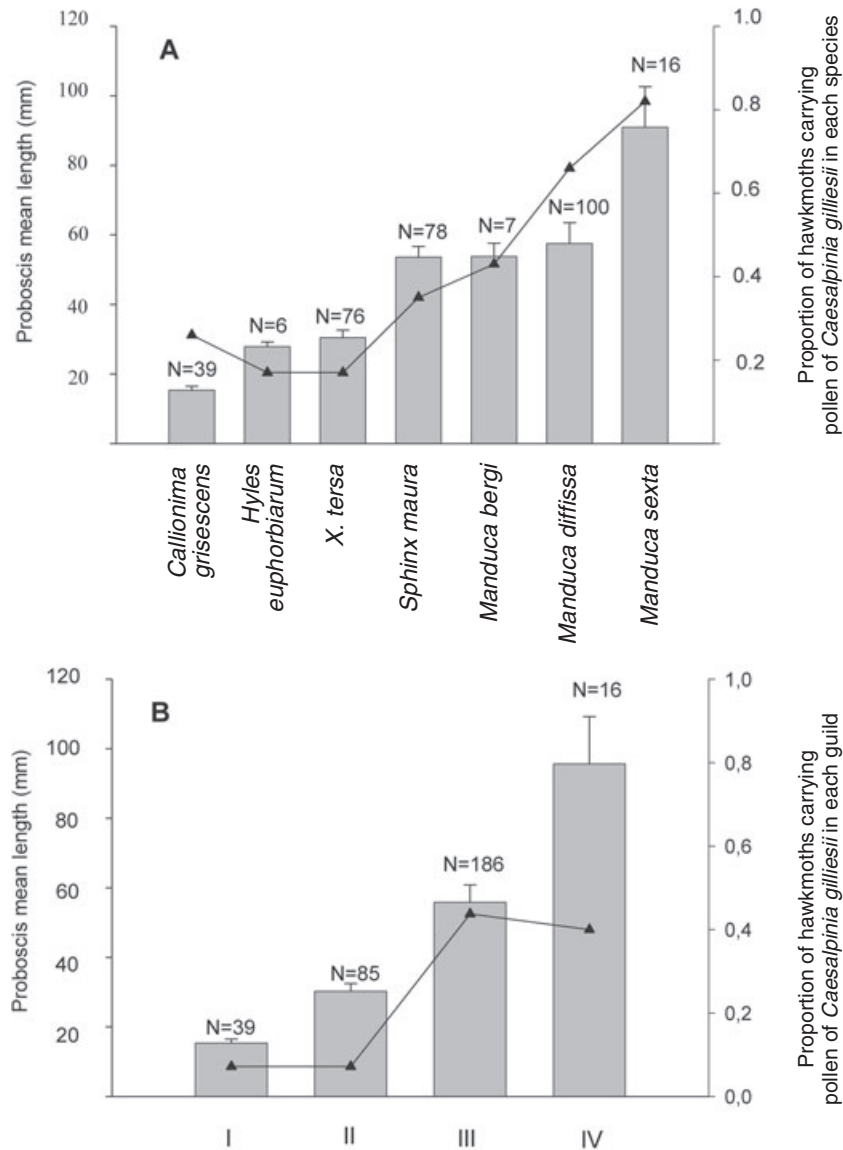 A
Proboscis mean length (mm)
120
100
80
60
40
20
1.0
0.8
0.6
0.4
0.2
Proportion of hawkmoths carrying
pollen of Caesalpinia gilliesii in each species
N=39
N=6
N=76
N=78
N=7
N=100
N=16
Callionima
grisescens
Hyles
euphorbiarum
X. tersa
Sphinx maura
Manduca bergi
Manduca diffissa
Manduca sexta
B
Proboscis mean length (mm)
120
100
80
60
40
20
1,0
0,8
0,6
0,4
0,2
0,0
Proportion of hawkmoths carrying
pollen of Caesalpinia gilliesii in each guild
N=39
N=85
N=186
N=16
I
II
III
IV